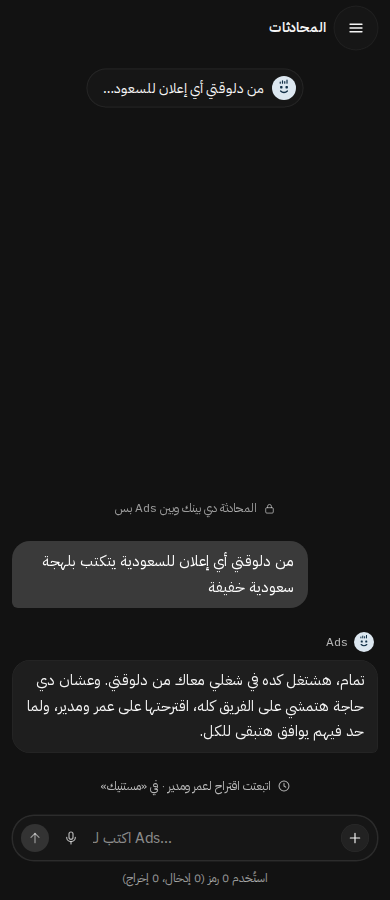 المحادثات
من دلوقتي أي إعلان للسعود...
المحادثة دي بينك وبين Ads بس
من دلوقتي أي إعلان للسعودية يتكتب بلهجة
سعودية خفيفة
Ads
تمام، هشتغل كده في شغلي معاك من دلوقتي. وعشان دي
حاجة هتمشي على الفريق كله، اقترحتها على عمر ومدير، ولما
حد فيهم يوافق هتبقى للكل.
اتبعت اقتراح لـعمر ومدير · في «مستنيك»
اكتب لـ Ads...
استُخدم 0 رمز (0 إدخال، 0 إخراج)